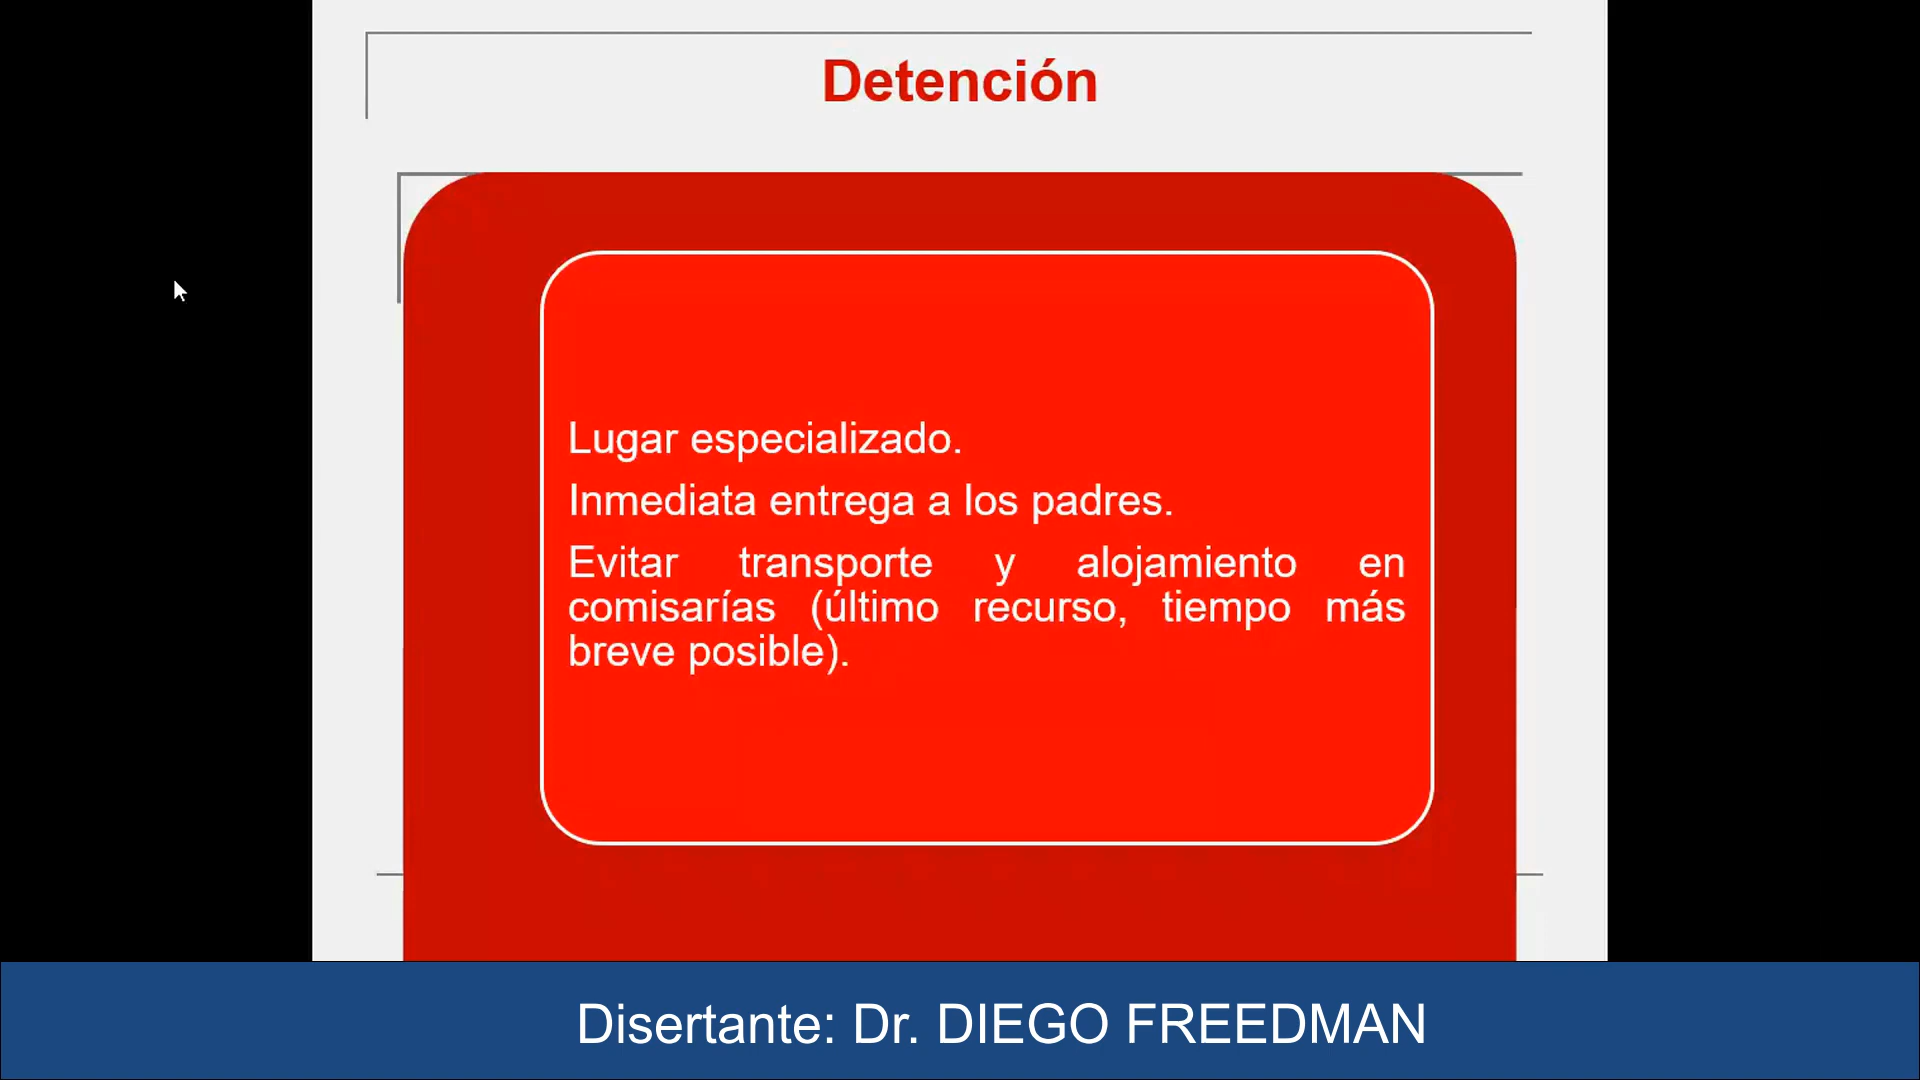 Detención
Lugar especializado.
Inmediata entrega a los padres.
Evitar transporte y alojamiento en
comisarías (último recurso, tiempo más
breve posible).
Disertante: Dr. DIEGO FREEDMAN